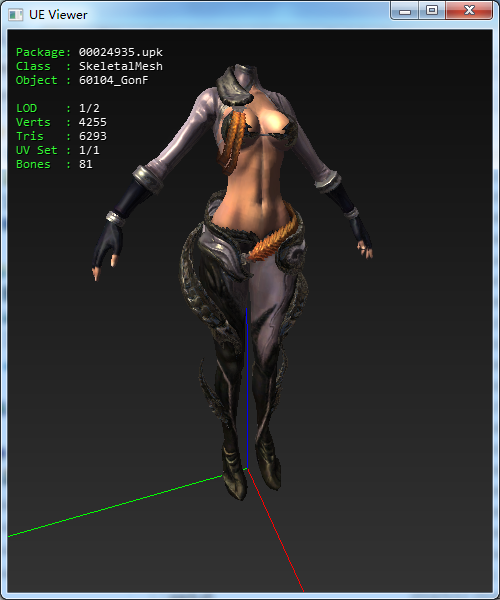 UE Viewer
Package: 00024935.upk
Class : SkeletalMesh
Object : 60104_GonF
LOD : 1/2
Verts : 4255
Tris : 6293
UV Set : 1/1
Bones : 81